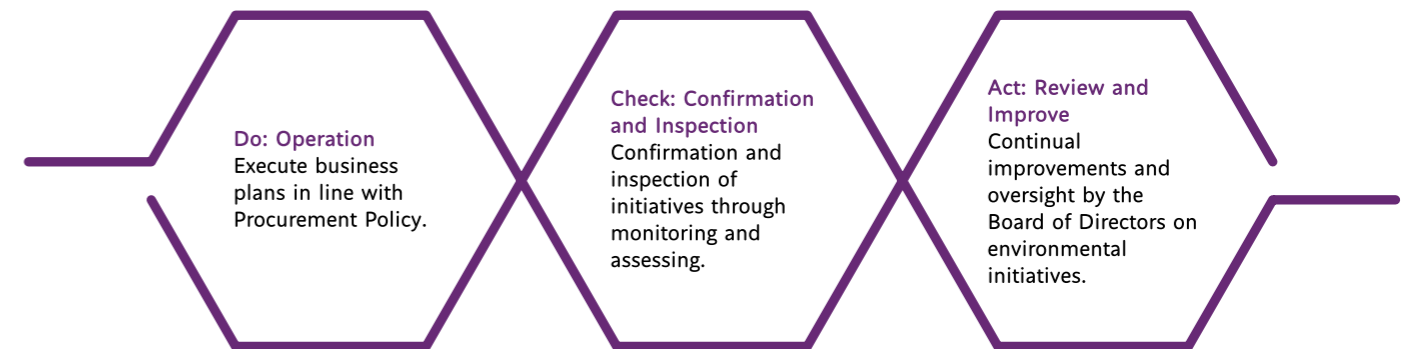 Do: Operation
Execute business
plans in line with
Procurement Policy.
Check: Confirmation
and Inspection
Confirmation and
inspection of
initiatives through
monitoring and
assessing.
Act: Review and
Improve
Continual
improvements and
oversight by the
Board of Directors on
environmental
initiatives.